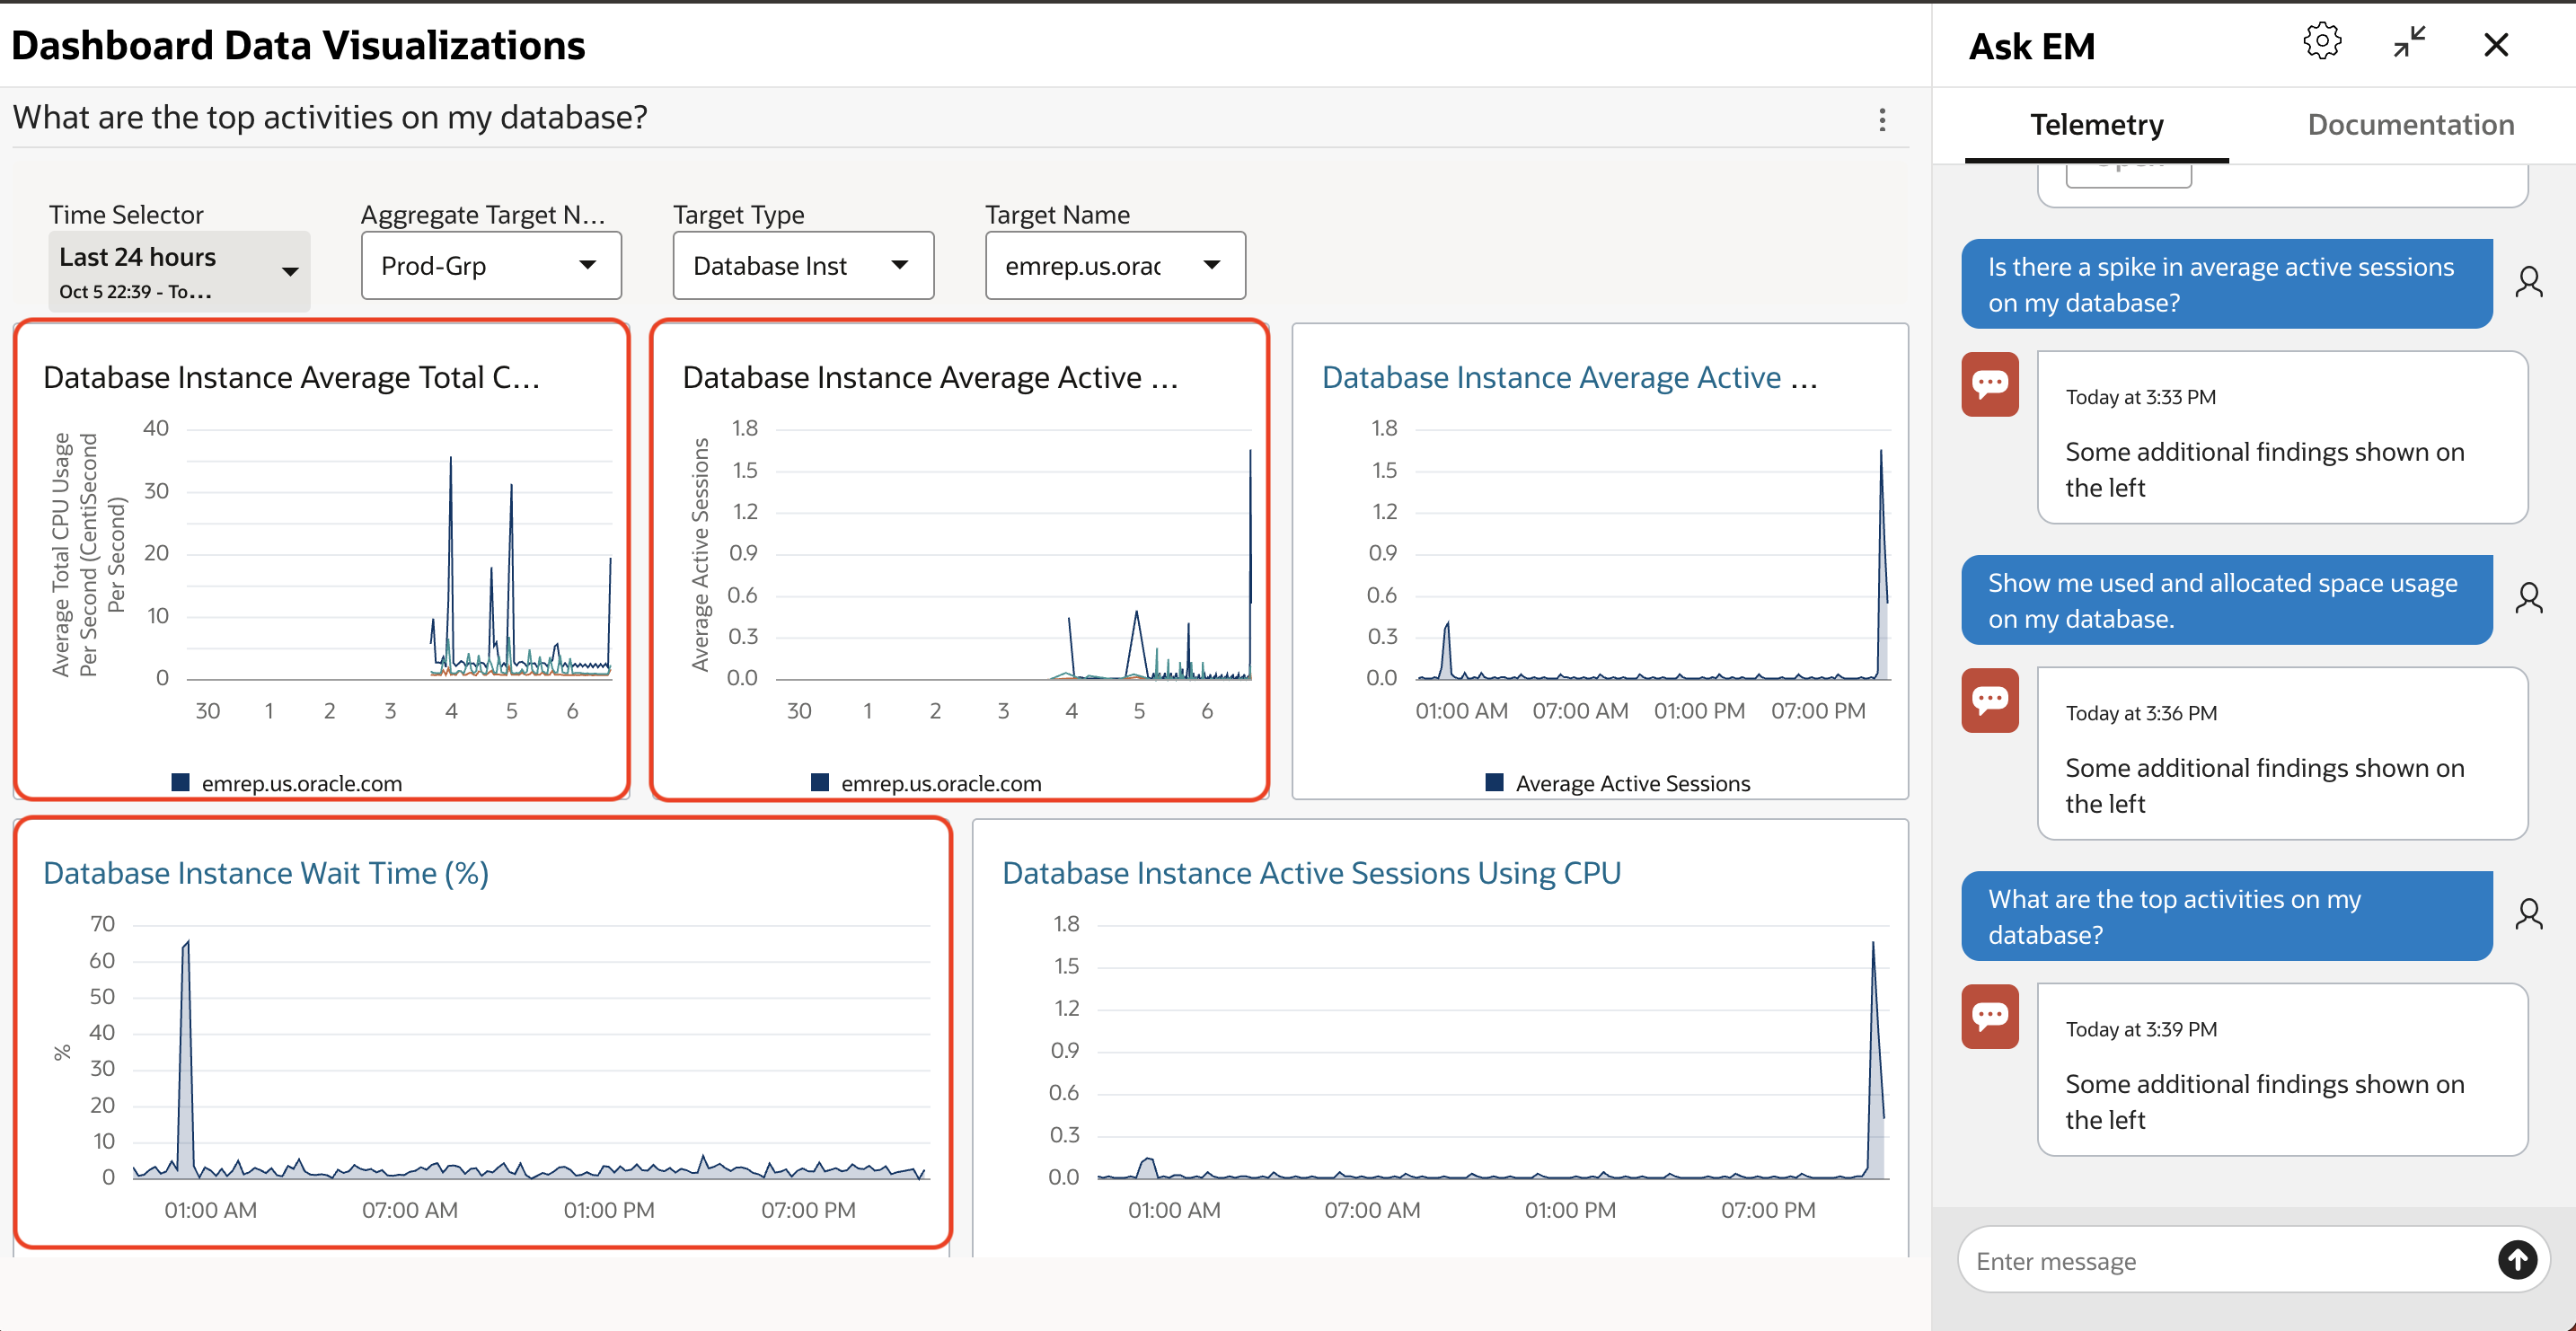 Dashboard Data Visualizations
What are the top activities on my database?
Time Selector
Last 24 hours
Oct 5 22:39 - To...
Aggregate Target N...
Prod-Grp
Target Type
Database Inst
Target Name
emrep.us.orac
Database Instance Average Total C...
Average Total CPU Usage
Per Second (CentiSecond
Per Second)
40
30
20
10
0
30 1 2 3 4 5 6
emrep.us.oracle.com
Database Instance Average Active ...
Average Active Sessions
1.8
1.5
1.2
0.9
0.6
0.3
0.0
30 1 2 3 4 5 6
emrep.us.oracle.com
Database Instance Average Active ...
1.8
1.5
1.2
0.9
0.6
0.3
0.0
01:00 AM 07:00 AM 01:00 PM 07:00 PM
Average Active Sessions
Database Instance Wait Time (%)
%
70
60
50
40
30
20
10
0
01:00 AM 07:00 AM 01:00 PM 07:00 PM
Database Instance Active Sessions Using CPU
1.8
1.5
1.2
0.9
0.6
0.3
0.0
01:00 AM 07:00 AM 01:00 PM 07:00 PM
Ask EM
Telemetry
Documentation
Is there a spike in average active sessions
on my database?
Today at 3:33 PM
Some additional findings shown on
the left
Show me used and allocated space usage
on my database.
Today at 3:36 PM
Some additional findings shown on
the left
What are the top activities on my
database?
Today at 3:39 PM
Some additional findings shown on
the left
Enter message